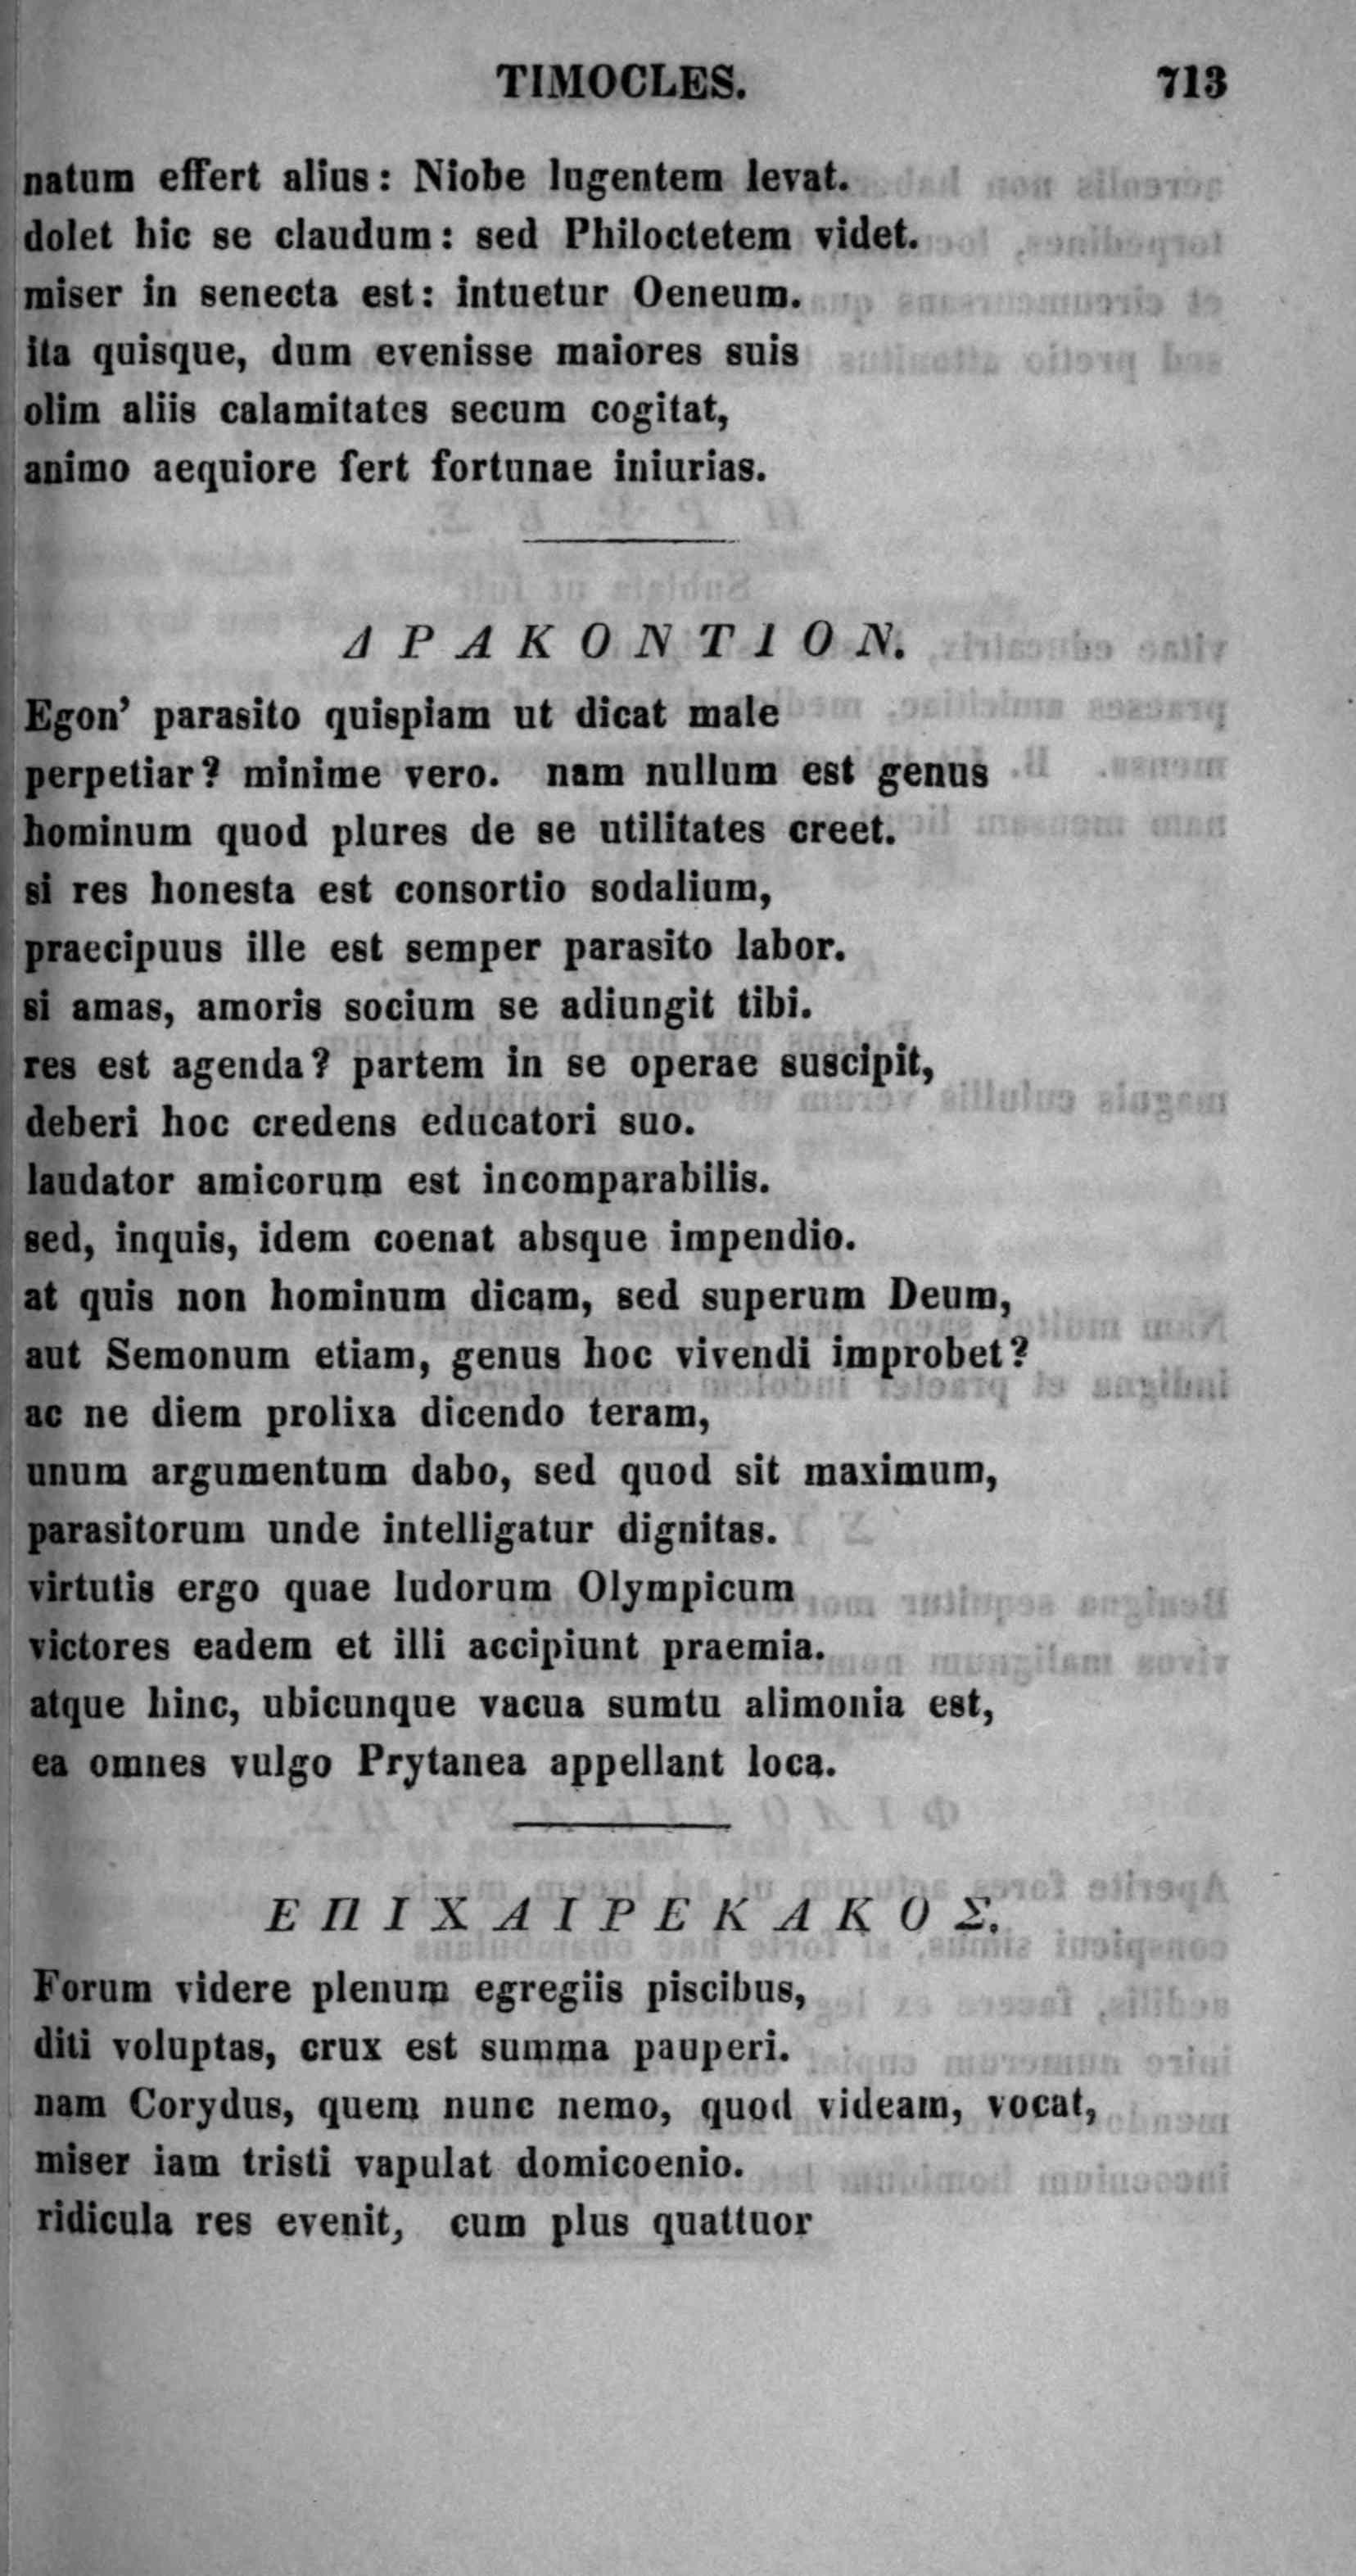 TIMOCLES. 713
natum effert alius: Niobe lugentem levat.
dolet hic se claudum: sed Philoctetem videt.
miser in senecta est: intuetur Oeneum.
ita quisque, dum evenisse maiores suis
olim aliis calamitates secum cogitat,
animo aequiore fert fortunae iniurias.
ΔΡΑΚΟΝΤΙΟΝ.
Egon’ parasito quispiam ut dicat male
perpetiar? minime vero. nam nullum est genus
hominum quod plures de se utilitates creet.
si res honesta est consortio sodalium,
praecipuus ille est semper parasito labor.
si amas, amoris socium se adiungit tibi.
res est agenda? partem in se operae suscipit,
deberi hoc credens educatori suo.
laudator amicorum est incomparabilis.
sed, inquis, idem coenat absque impendio.
at quis non hominum dicam, sed superum Deum,
aut Semonum etiam, genus hoc vivendi improbet?
ac ne diem prolixa dicendo teram,
unum argumentum dabo, sed quod sit maximum,
parasitorum unde intelligatur dignitas.
virtutis ergo quae ludorum Olympicum
victores eadem et illi accipiunt praemia.
atque hinc, ubicunque vacua sumtu alimonia est,
ea omnes vulgo Prytanea appellant loca.
ΕΠΙΧΑΙΡΕΚΑΚΟΣ.
Forum videre plenum egregiis piscibus,
diti voluptas, crux est summa pauperi.
nam Corydus, quem nunc nemo, quod videam, vocat,
miser iam tristi vapulat domicoenio.
ridicula res evenit, cum plus quattuor